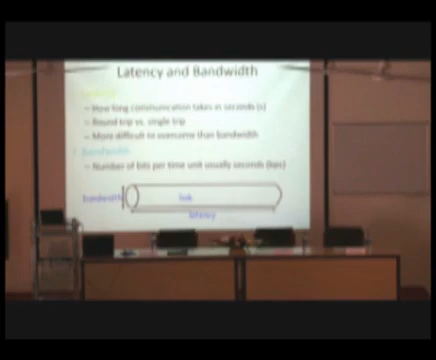 Latency and Bandwidth
Latency
– How long communication takes in seconds (s)
– Round trip vs. single trip
– More difficult to overcome than bandwidth
• Bandwidth
– Number of bits per time unit usually seconds (bps)
bandwidth
link
latency